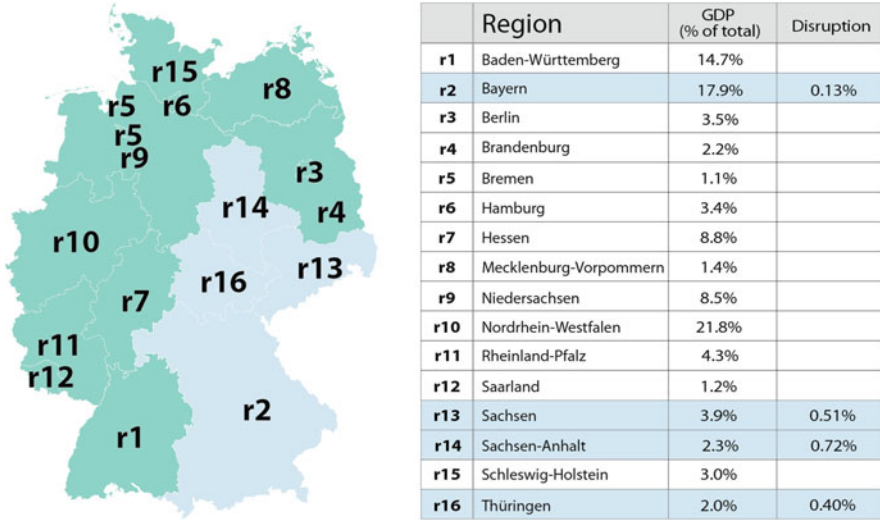 r15
r8
r5
r6
r5
r9
r3
r14
r4
r10
r13
r16
r7
r11
r12
r2
r1
Region GDP (% of total) Disruption
r1 Baden-Württemberg 14.7%
r2 Bayern 17.9% 0.13%
r3 Berlin 3.5%
r4 Brandenburg 2.2%
r5 Bremen 1.1%
r6 Hamburg 3.4%
r7 Hessen 8.8%
r8 Mecklenburg-Vorpommern 1.4%
r9 Niedersachsen 8.5%
r10 Nordrhein-Westfalen 21.8%
r11 Rheinland-Pfalz 4.3%
r12 Saarland 1.2%
r13 Sachsen 3.9% 0.51%
r14 Sachsen-Anhalt 2.3% 0.72%
r15 Schleswig-Holstein 3.0%
r16 Thüringen 2.0% 0.40%